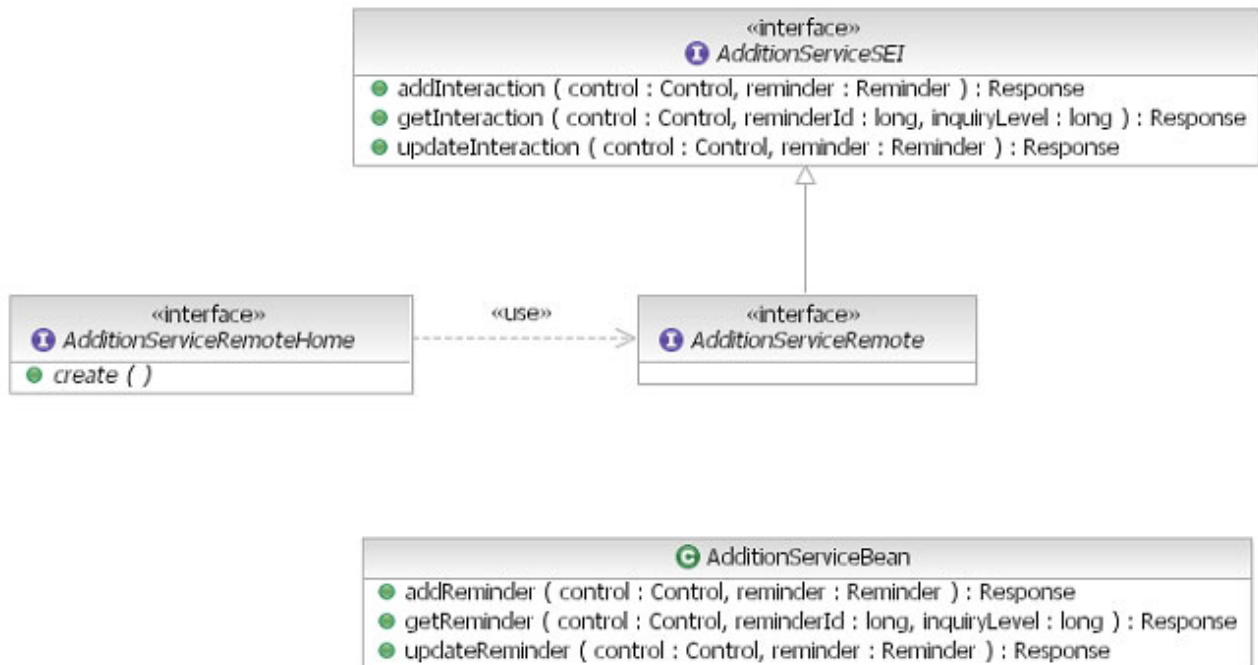 «interface»
AdditionServiceSEI
addInteraction ( control : Control, reminder : Reminder ) : Response
getInteraction ( control : Control, reminderId : long, inquiryLevel : long ) : Response
updateInteraction ( control : Control, reminder : Reminder ) : Response
«interface»
AdditionServiceRemoteHome
create ( )
«use»
«interface»
AdditionServiceRemote
AdditionServiceBean
addReminder ( control : Control, reminder : Reminder ) : Response
getReminder ( control : Control, reminderId : long, inquiryLevel : long ) : Response
updateReminder ( control : Control, reminder : Reminder ) : Response